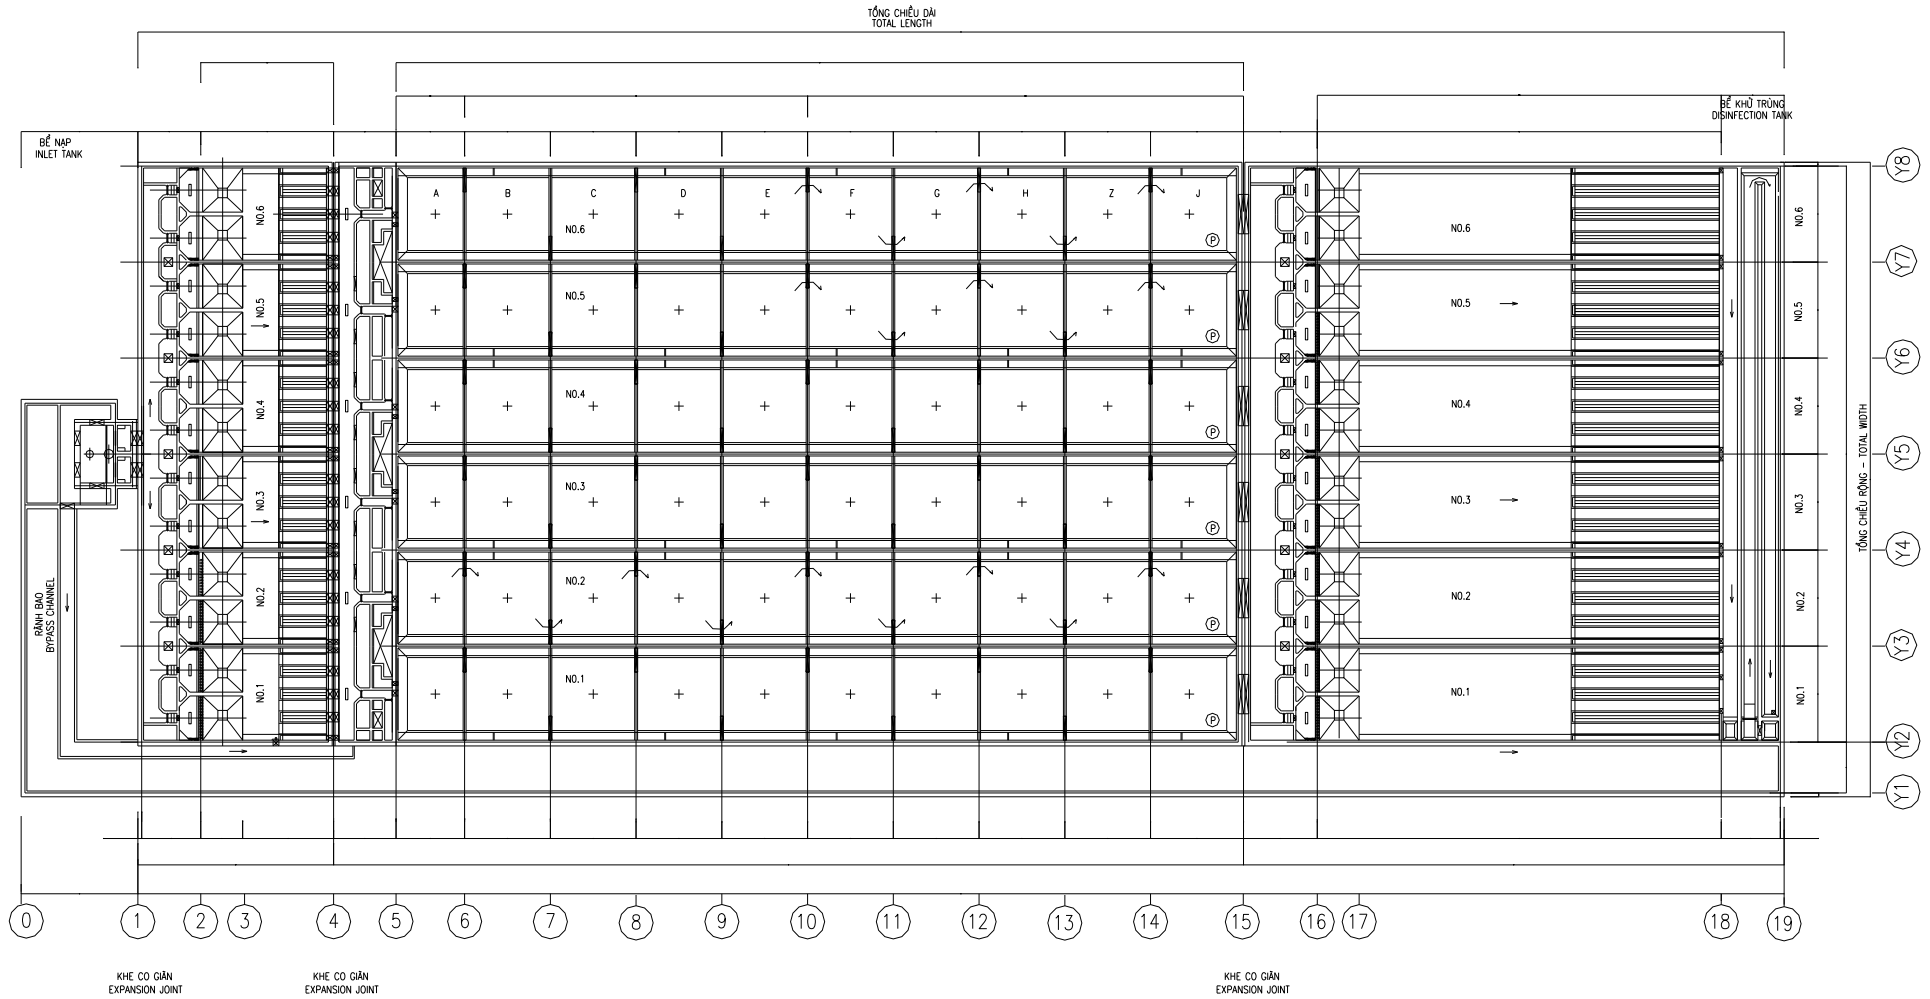 TỔNG CHIỀU DÀI
TOTAL LENGTH
BỂ NẠP
INLET TANK
BỂ KHỬ TRÙNG
DISINFECTION TANK
A
B
C
D
E
F
G
H
Z
J
NO.6
NO.6
NO.6
NO.6
P
NO.5
NO.5
NO.5
NO.5
P
NO.4
NO.4
NO.4
NO.4
P
NO.3
NO.3
NO.3
NO.3
P
NO.2
NO.2
NO.2
NO.2
P
NO.1
NO.1
NO.1
NO.1
P
Y8
Y7
Y6
Y5
Y4
Y3
Y2
Y1
TỔNG CHIỀU RỘNG - TOTAL WIDTH
RÃNH BAO
BYPASS CHANNEL
0
1
2
3
4
5
6
7
8
9
10
11
12
13
14
15
16
17
18
19
KHE CO GIÃN
EXPANSION JOINT
KHE CO GIÃN
EXPANSION JOINT
KHE CO GIÃN
EXPANSION JOINT